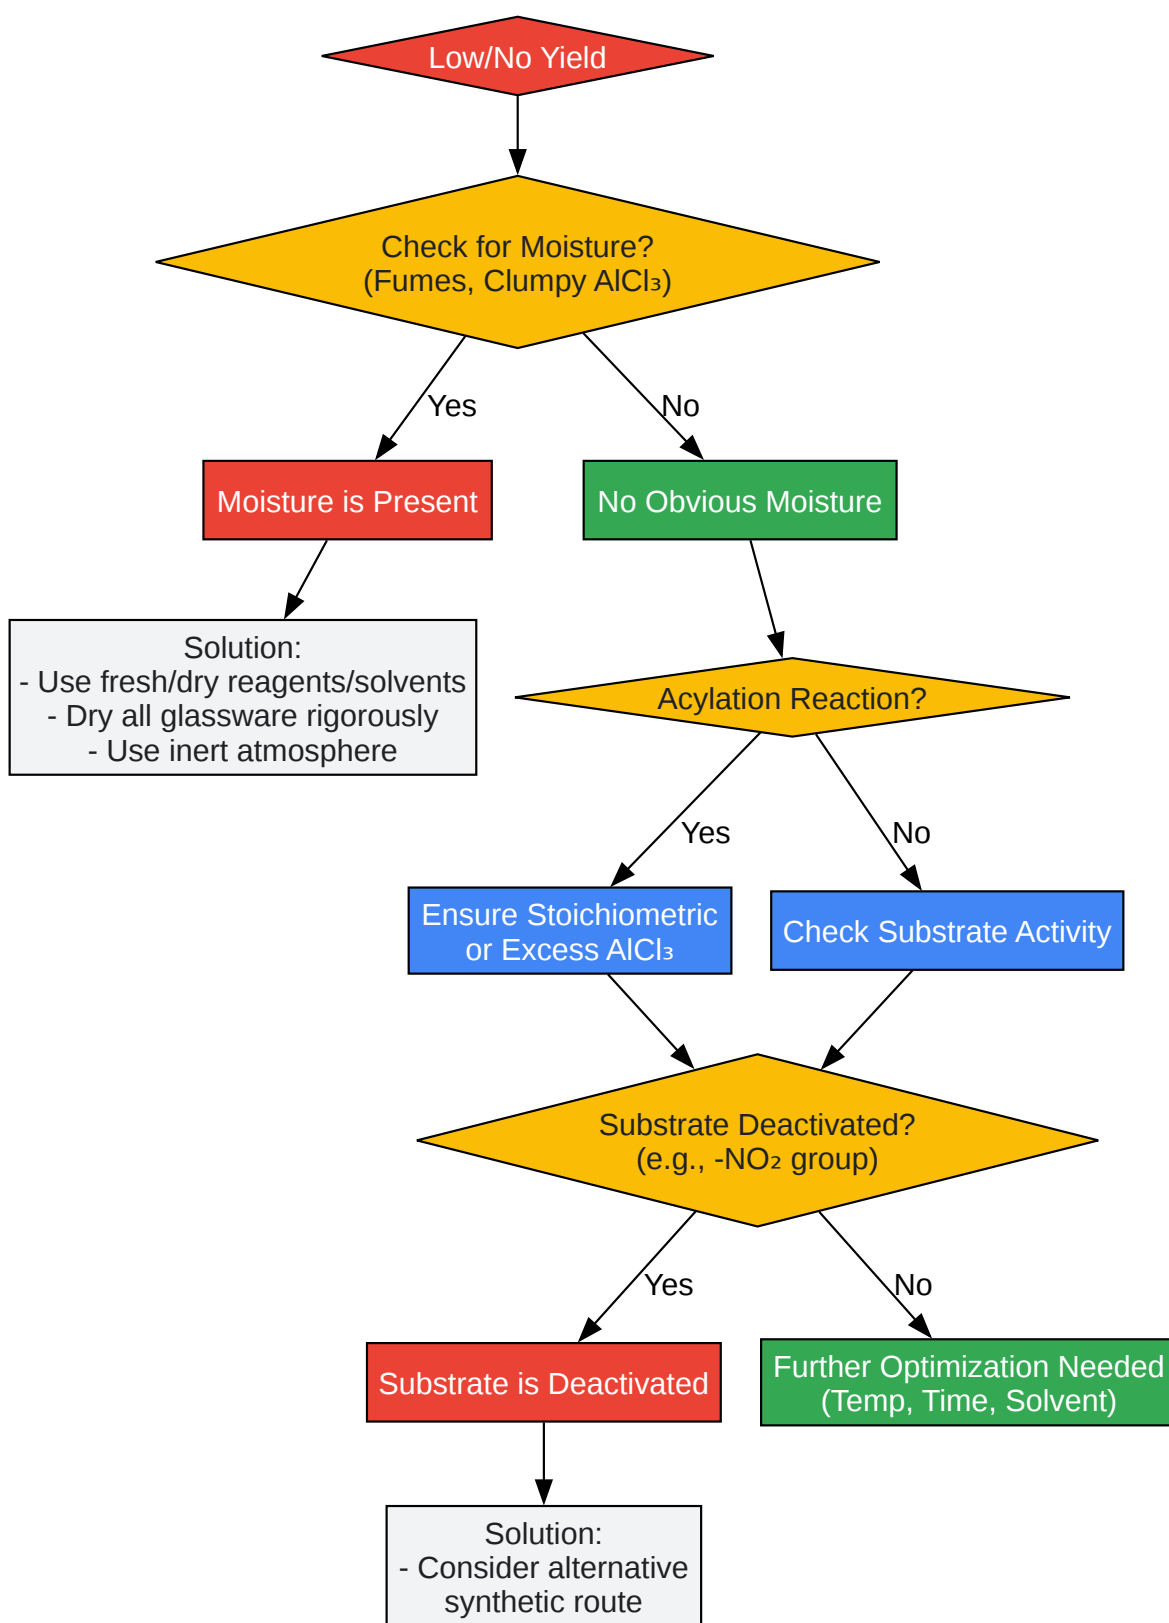 Low/No Yield
Check for Moisture?
(Fumes, Clumpy AlCl₃)
Yes
No
Moisture is Present
No Obvious Moisture
Solution:
- Use fresh/dry reagents/solvents
- Dry all glassware rigorously
- Use inert atmosphere
Acylation Reaction?
Yes
No
Ensure Stoichiometric
or Excess AlCl₃
Check Substrate Activity
Substrate Deactivated?
(e.g., -NO₂ group)
Yes
No
Substrate is Deactivated
Further Optimization Needed
(Temp, Time, Solvent)
Solution:
- Consider alternative
synthetic route